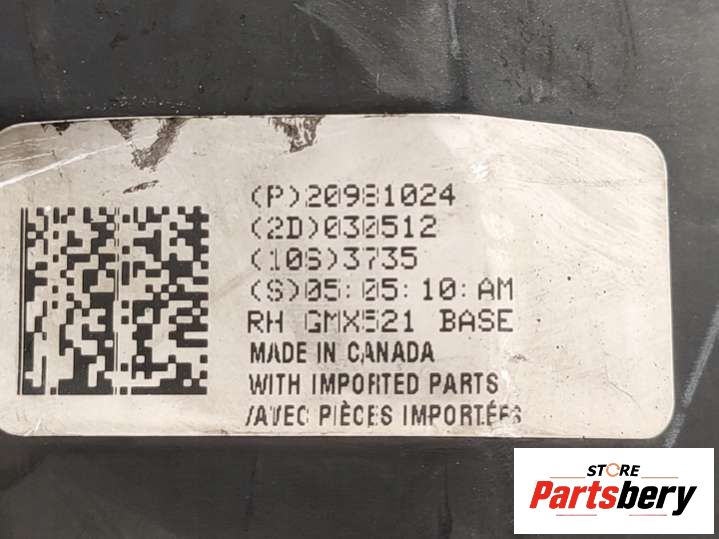 (P)20981024
(2D)030512
(10S)3735
(S)05:05:10:AM
RH GMX521 BASE
MADE IN CANADA
WITH IMPORTED PARTS
/AVEC PIÈCES IMPORTÉES
STORE
Partsbery